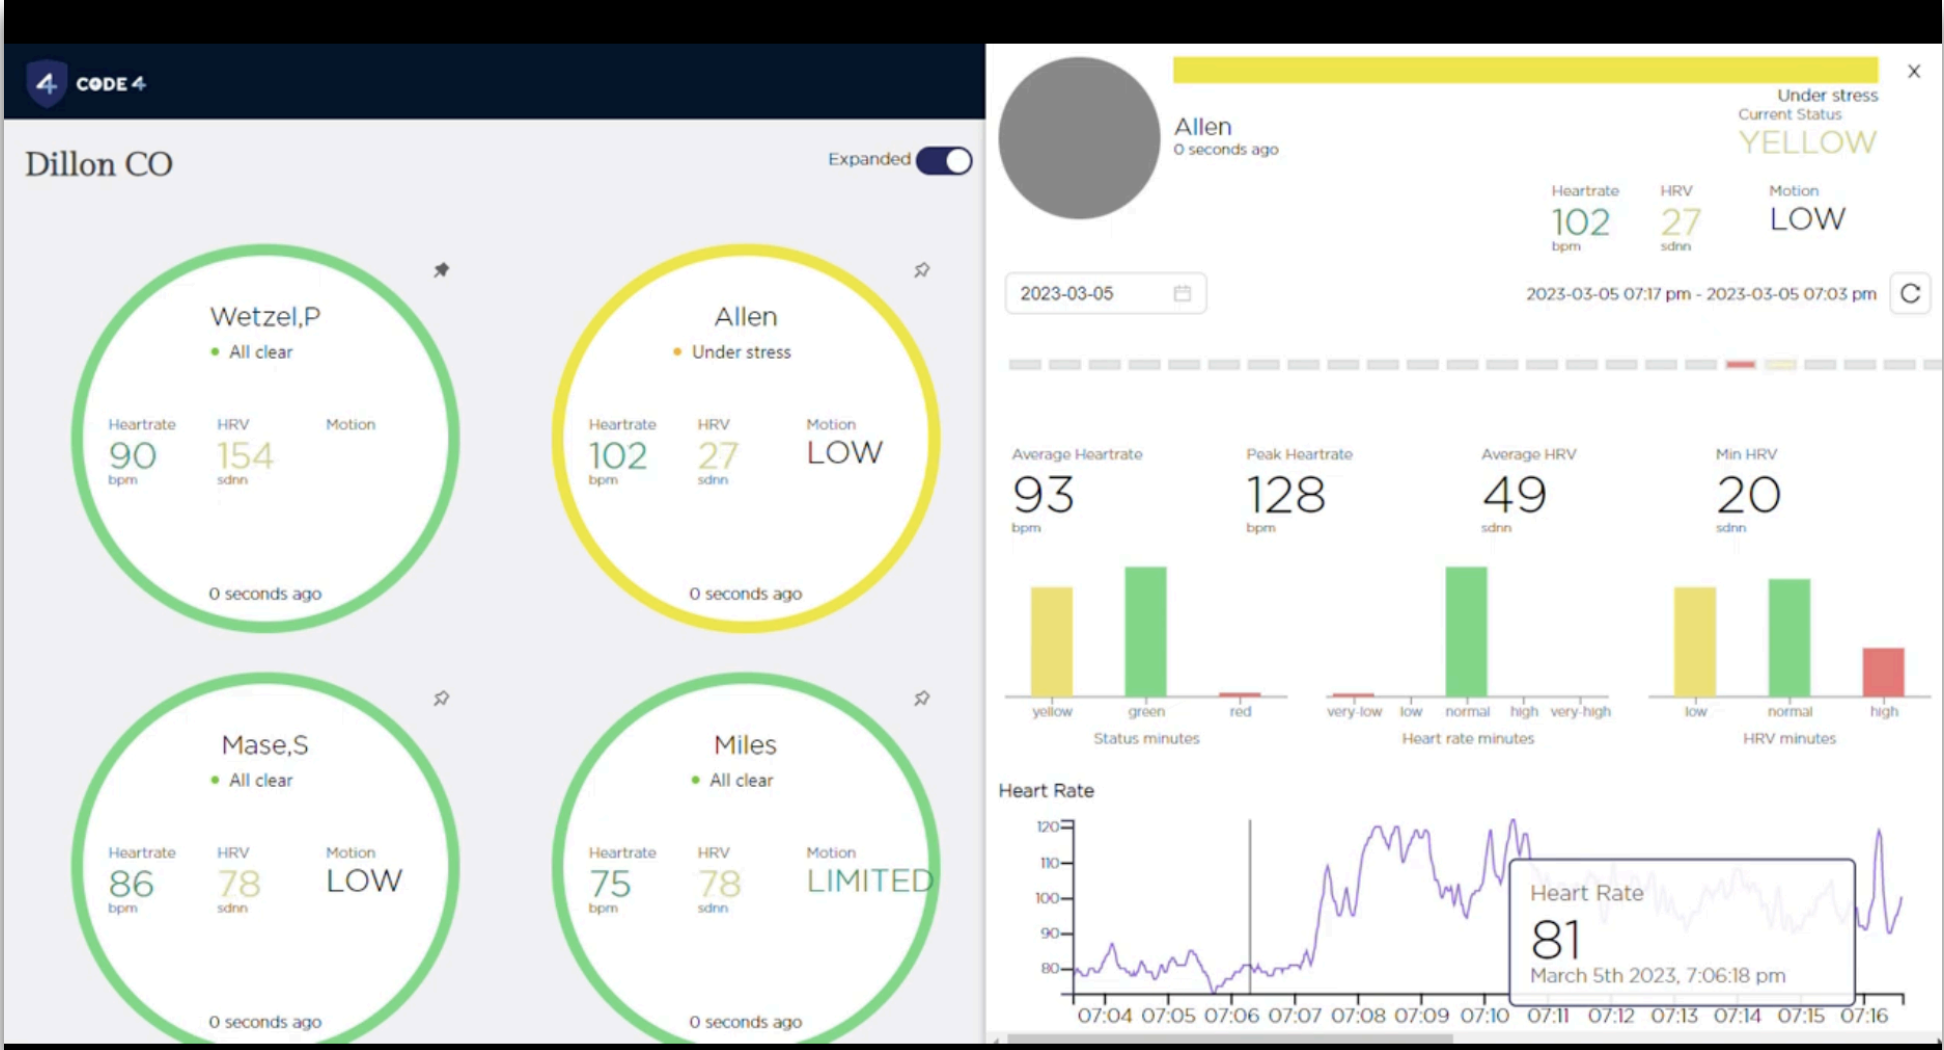 4 CODE 4
Dillon CO
Expanded
Wetzel,P
All clear
Heartrate HRV Motion
90 154
bpm sdnn
0 seconds ago
Allen
Under stress
Heartrate HRV Motion
102 27 LOW
bpm sdnn
0 seconds ago
Mase,S
All clear
Heartrate HRV Motion
86 78 LOW
bpm sdnn
0 seconds ago
Miles
All clear
Heartrate HRV Motion
75 78 LIMITED
bpm sdnn
0 seconds ago
X
Under stress
Allen
0 seconds ago
Current Status
YELLOW
Heartrate HRV Motion
102 27 LOW
bpm sdnn
2023-03-05
2023-03-05 07:17 pm - 2023-03-05 07:03 pm
Average Heartrate Peak Heartrate Average HRV Min HRV
93 128 49 20
bpm bpm sdnn sdnn
yellow green red
Status minutes
very-low low normal high very-high
Heart rate minutes
low normal high
HRV minutes
Heart Rate
120
110
100
90
80
Heart Rate
81
March 5th 2023, 7:06:18 pm
07:04 07:05 07:06 07:07 07:08 07:09 07:10 07:11 07:12 07:13 07:14 07:15 07:16